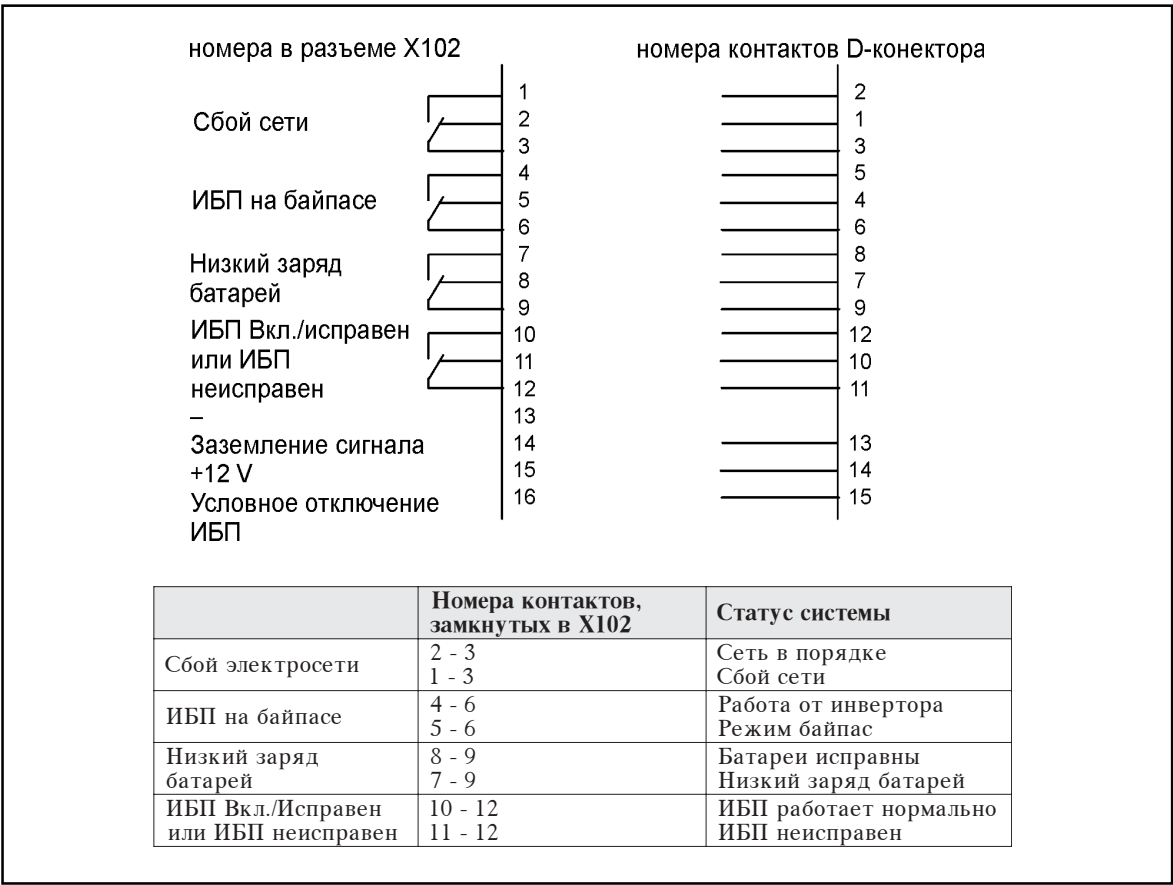 номера в разъеме X102
номера контактов D-конектора
Сбой сети
1
2
3
2
1
3
ИБП на байпасе
4
5
6
5
4
6
Низкий заряд
батарей
7
8
9
8
7
9
ИБП Вкл./исправен
или ИБП
неисправен
10
11
12
12
10
11
–
13
Заземление сигнала
14
13
+12 V
15
14
Условное отключение
ИБП
16
15
Номера контактов,
замкнутых в X102
Статус системы
Сбой электросети
2 - 3
1 - 3
Сеть в порядке
Сбой сети
ИБП на байпасе
4 - 6
5 - 6
Работа от инвертора
Режим байпас
Низкий заряд
батарей
8 - 9
7 - 9
Батареи исправны
Низкий заряд батарей
ИБП Вкл./Исправен
или ИБП неисправен
10 - 12
11 - 12
ИБП работает нормально
ИБП неисправен